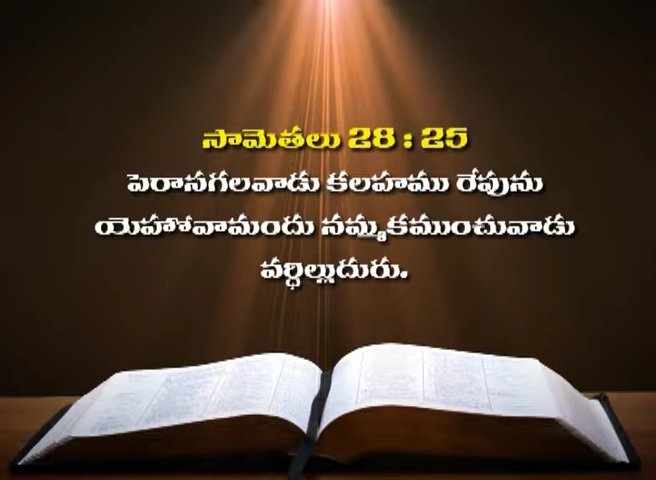 సామెతలు 28 : 25
పెరాసగలవాడు కలహము రేపును
యెహోవామందు నమ్మకముంచువాడు
వర్ధిల్లుదురు.